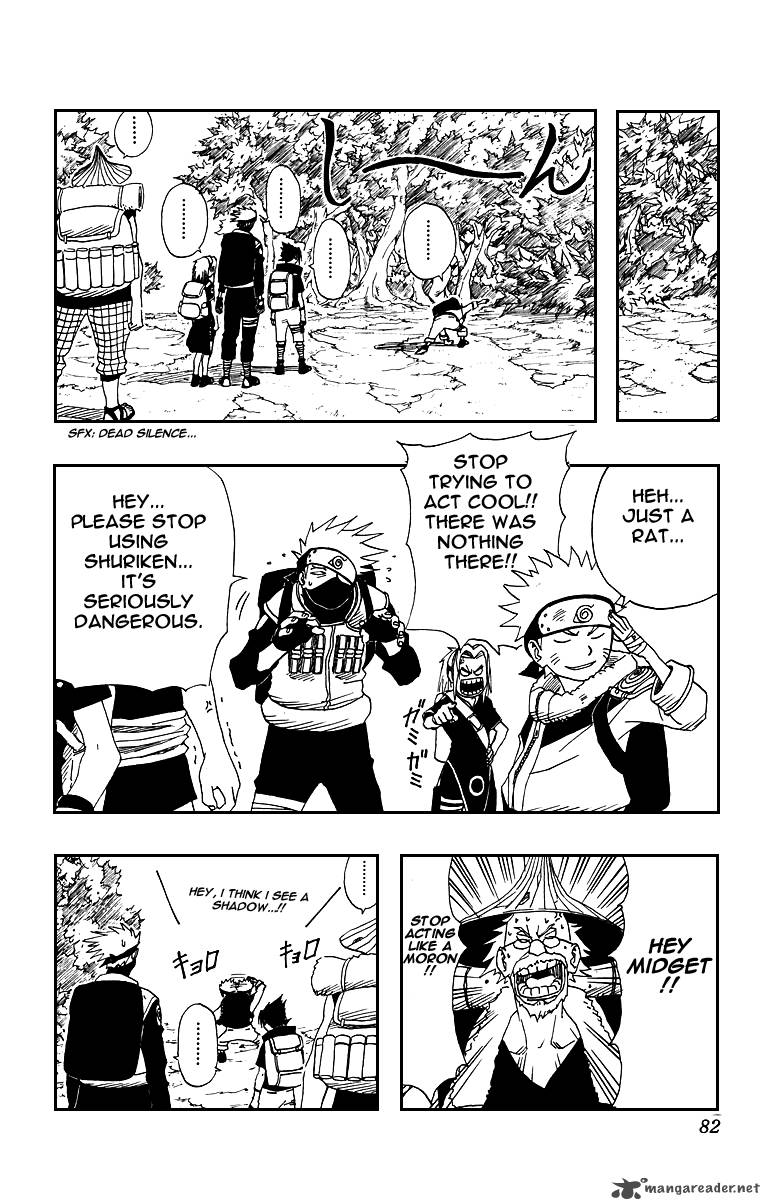 ………
………
………
………
………
しーん
SFX: DEAD SILENCE...
HEH...
JUST A
RAT...
STOP
TRYING TO
ACT COOL!!
THERE WAS
NOTHING
THERE!!
ガミガミ
HEY...
PLEASE STOP
USING
SHURIKEN...
IT'S
SERIOUSLY
DANGEROUS.
HEY
MIDGET
!!
STOP
ACTING
LIKE A
MORON
!!
………
HEY, I THINK I SEE A
SHADOW...!!
キョロ
キョロ
………
82
mangareader.net